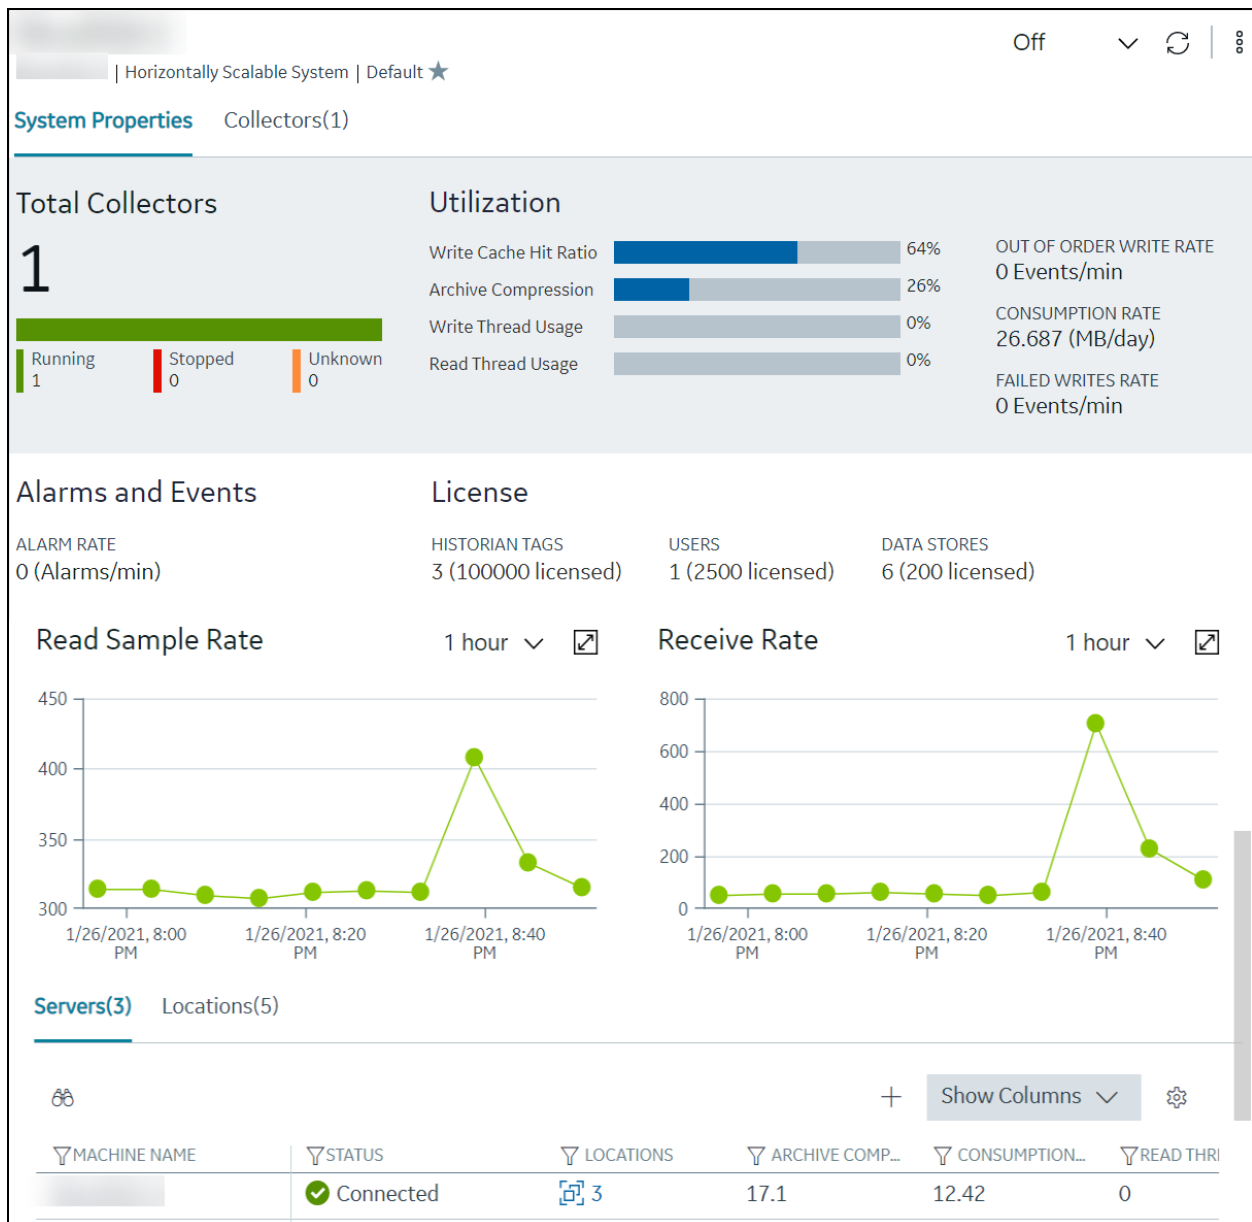 Off
| Horizontally Scalable System | Default
System Properties Collectors(1)
Total Collectors
1
Running 1
Stopped 0
Unknown 0
Utilization
Write Cache Hit Ratio 64%
Archive Compression 26%
Write Thread Usage 0%
Read Thread Usage 0%
OUT OF ORDER WRITE RATE
0 Events/min
CONSUMPTION RATE
26.687 (MB/day)
FAILED WRITES RATE
0 Events/min
Alarms and Events
ALARM RATE
0 (Alarms/min)
License
HISTORIAN TAGS
3 (100000 licensed)
USERS
1 (2500 licensed)
DATA STORES
6 (200 licensed)
Read Sample Rate 1 hour
450
400
350
300
1/26/2021, 8:00 PM
1/26/2021, 8:20 PM
1/26/2021, 8:40 PM
Receive Rate 1 hour
800
600
400
200
0
1/26/2021, 8:00 PM
1/26/2021, 8:20 PM
1/26/2021, 8:40 PM
Servers(3) Locations(5)
Show Columns
MACHINE NAME STATUS LOCATIONS ARCHIVE COMP... CONSUMPTION... READ THRI
Connected 3 17.1 12.42 0